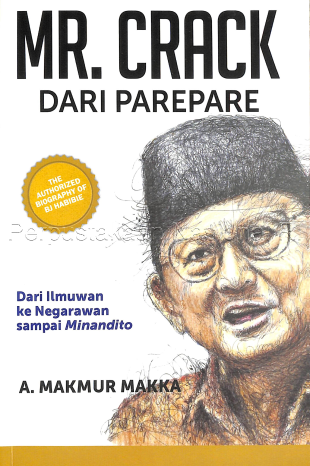 MR. CRACK
DARI PAREPARE
THE
AUTHORIZED
BIOGRAPHY OF
BJ HABIBIE
Dari Ilmuwan
ke Negarawan
sampai Minandito
A. MAKMUR MAKKA